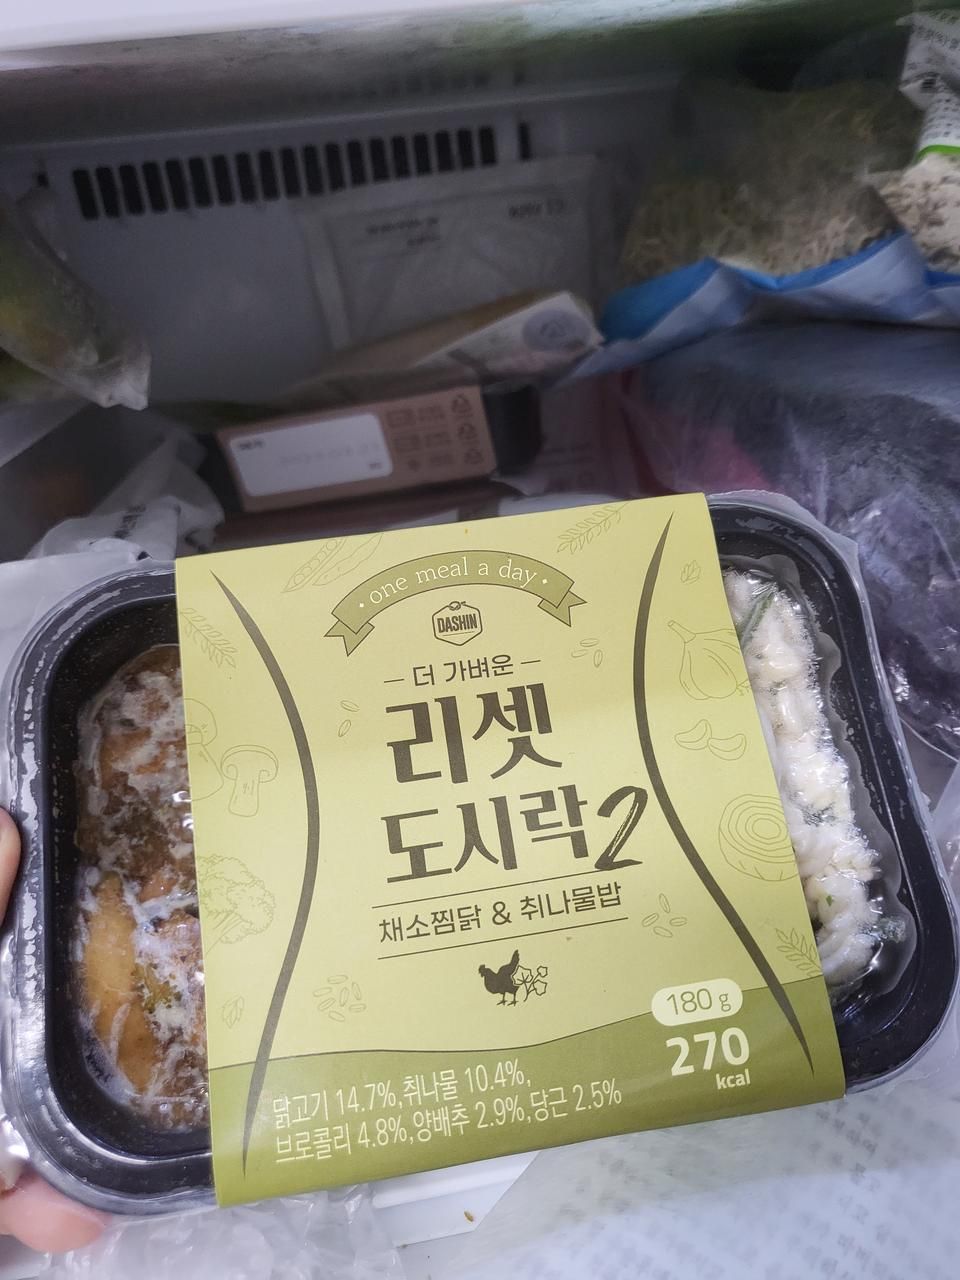 · one meal a day ·
DASHIN
더 가벼운
리셋
도시락2
채소찜닭 & 취나물밥
180 g
270
kcal
닭고기 14.7%,취나물 10.4%,
브로콜리 4.8%,양배추 2.9%,당근 2.5%